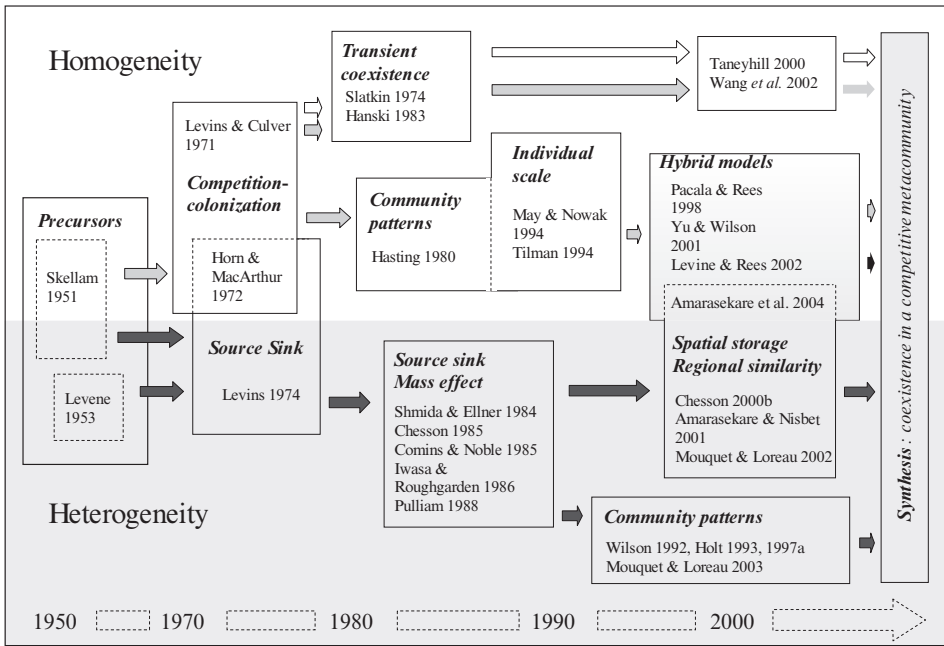 Homogeneity
Transient
coexistence
Slatkin 1974
Hanski 1983
Taneyhill 2000
Wang et al. 2002
Levins & Culver
1971
Competition-
colonization
Horn &
MacArthur
1972
Precursors
Skellam
1951
Levene
1953
Community
patterns
Hasting 1980
Individual
scale
May & Nowak
1994
Tilman 1994
Hybrid models
Pacala & Rees
1998
Yu & Wilson
2001
Levine & Rees 2002
Amarasekare et al. 2004
Source Sink
Levins 1974
Source sink
Mass effect
Shmida & Ellner 1984
Chesson 1985
Comins & Noble 1985
Iwasa &
Roughgarden 1986
Pulliam 1988
Spatial storage
Regional similarity
Chesson 2000b
Amarasekare & Nisbet
2001
Mouquet & Loreau 2002
Community patterns
Wilson 1992, Holt 1993, 1997a
Mouquet & Loreau 2003
Synthesis : coexistence in a competitive metacommunity
Heterogeneity
1950 1970 1980 1990 2000